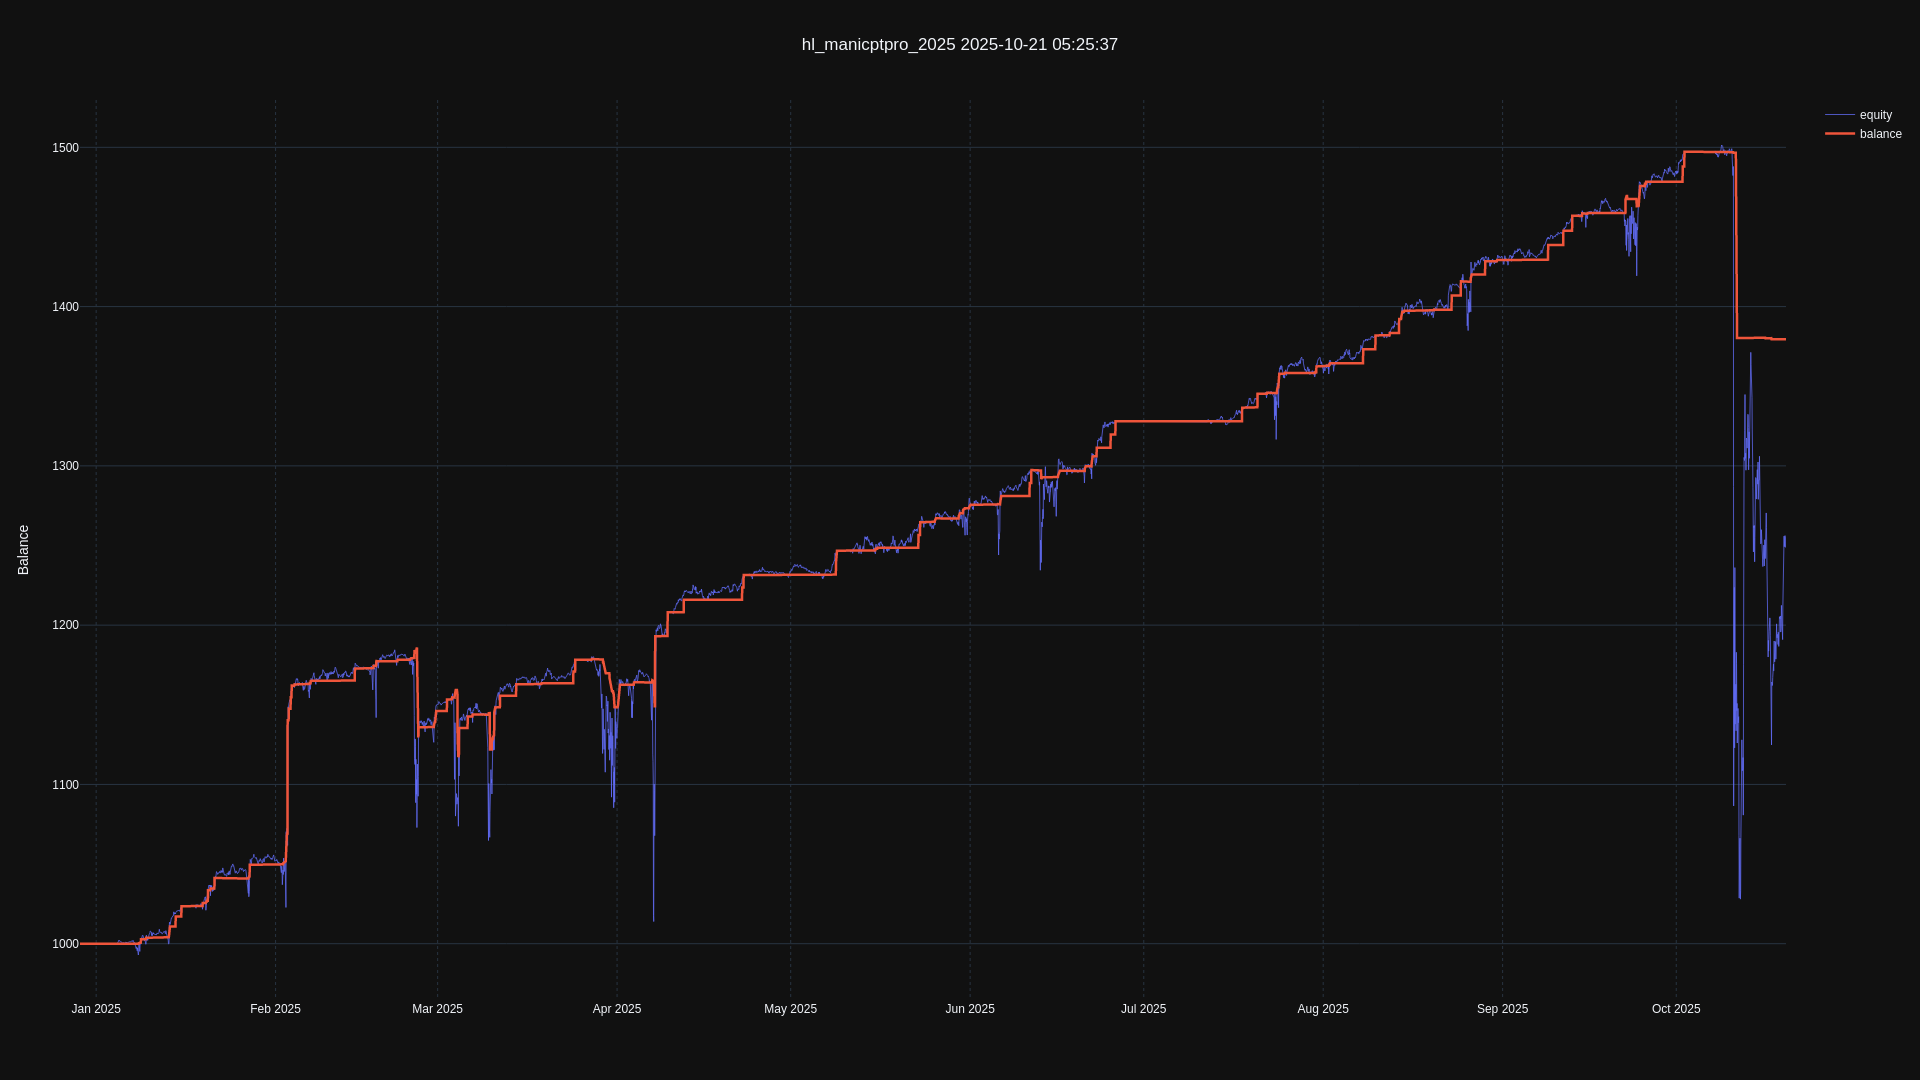 hl_manicptpro_2025 2025-10-21 05:25:37
equity
balance
1500
1400
1300
1200
1100
1000
Balance
Jan 2025
Feb 2025
Mar 2025
Apr 2025
May 2025
Jun 2025
Jul 2025
Aug 2025
Sep 2025
Oct 2025